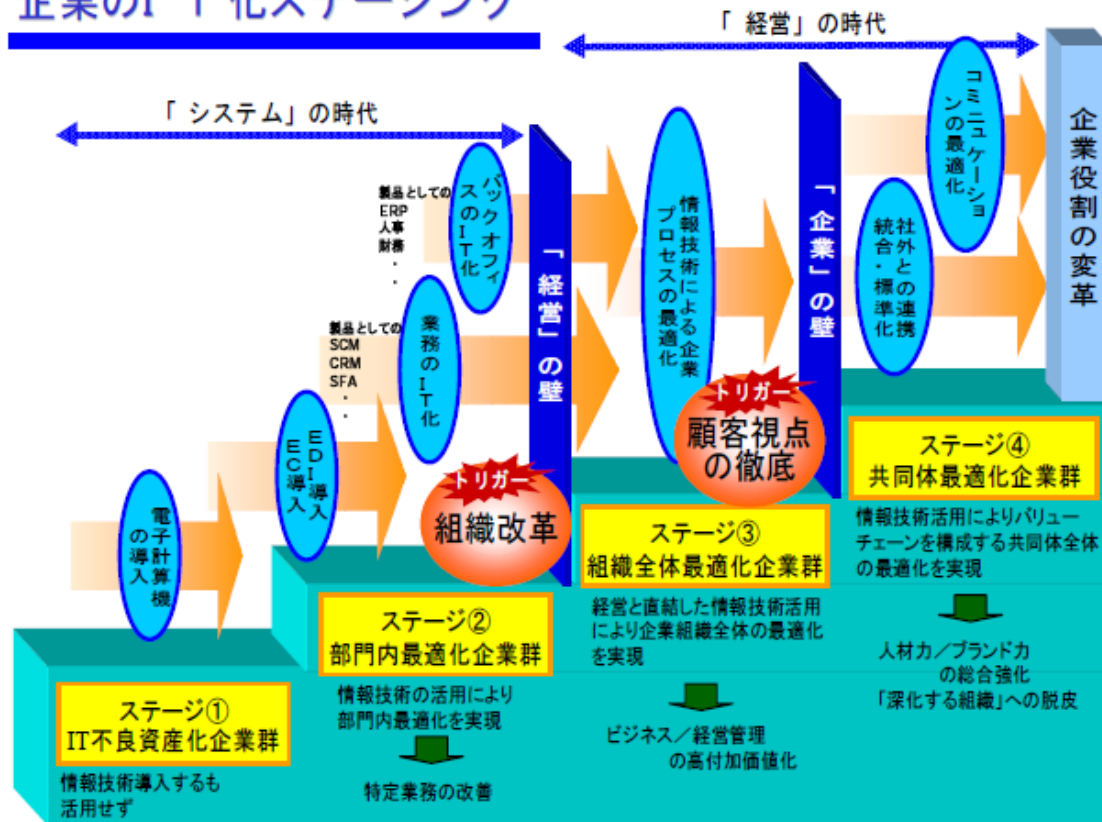 企業のIT化ステージング
「経営」の時代
「システム」の時代
製品としての
ERP
人事
財務
・
・
バックオフィ
スのIT化
製品としての
SCM
CRM
SFA
・
・
業務のIT化
EDI導入
EC導入
電子計算機
の導入
「経営」の壁
情報技術による企業
プロセスの最適化
「企業」の壁
コミニュケーショ
ンの最適化
社外との連携
統合・標準化
企業役割の変革
トリガー
組織改革
トリガー
顧客視点
の徹底
ステージ①
IT不良資産化企業群
情報技術導入するも
活用せず
ステージ②
部門内最適化企業群
情報技術の活用により
部門内最適化を実現
特定業務の改善
ステージ③
組織全体最適化企業群
経営と直結した情報技術活用
により企業組織全体の最適化
を実現
ビジネス／経営管理
の高付加価値化
ステージ④
共同体最適化企業群
情報技術活用によりバリュー
チェーンを構成する共同体全体
の最適化を実現
人材力／ブランド力
の総合強化
「深化する組織」への脱皮